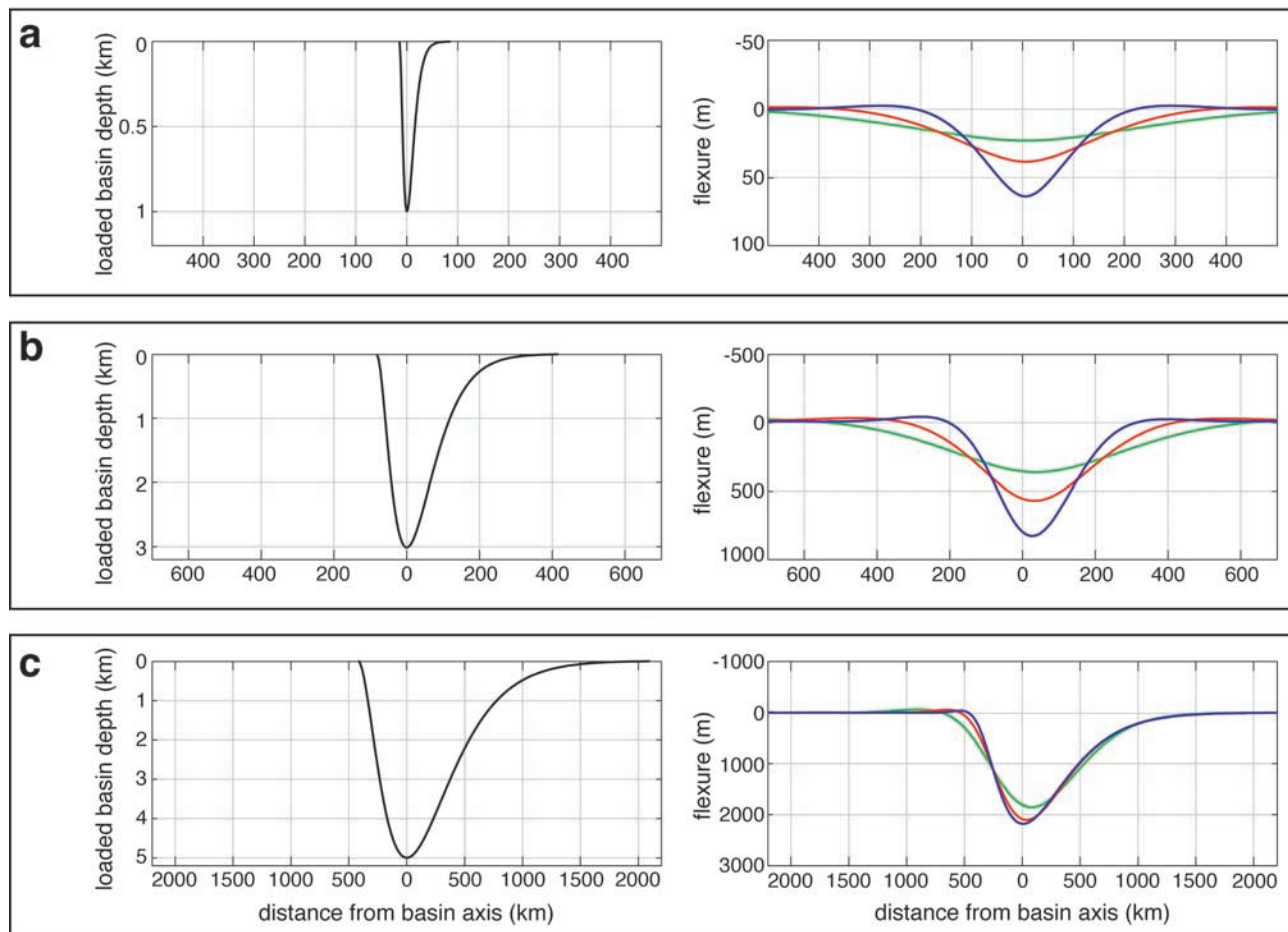 a
loaded basin depth (km)
0
0.5
1
400 300 200 100 0 100 200 300 400
flexure (m)
-50
0
50
100
400 300 200 100 0 100 200 300 400
b
loaded basin depth (km)
0
1
2
3
600 400 200 0 200 400 600
flexure (m)
-500
0
500
1000
600 400 200 0 200 400 600
c
loaded basin depth (km)
0
1
2
3
4
5
2000 1500 1000 500 0 500 1000 1500 2000
distance from basin axis (km)
flexure (m)
-1000
0
1000
2000
3000
2000 1500 1000 500 0 500 1000 1500 2000
distance from basin axis (km)